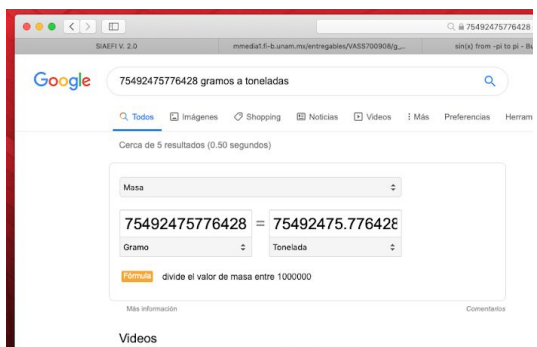 75492475776428
SIAEFI V. 2.0
mmedia1.fi-b.unam.mx/entregables/VASS700908/g_...
sin(x) from -pi to pi - Bu
Google
75492475776428 gramos a toneladas
Todos Imágenes Shopping Noticias Videos Más Preferencias Herram
Cerca de 5 resultados (0.50 segundos)
Masa
75492475776428 = 75492475.776428
Gramo Tonelada
Fórmula divide el valor de masa entre 1000000
Más información Comentarios
Videos